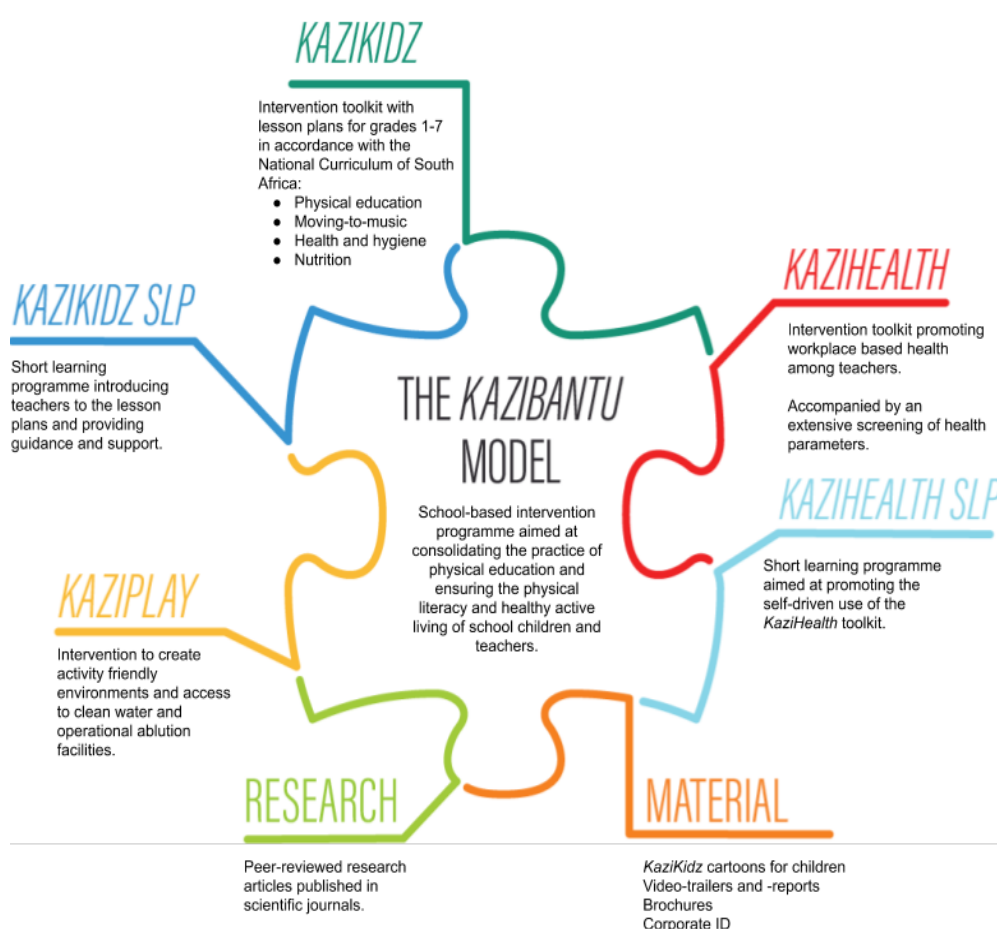 KAZIKIDZ
Intervention toolkit with
lesson plans for grades 1-7
in accordance with the
National Curriculum of South
Africa:
● Physical education
● Moving-to-music
● Health and hygiene
● Nutrition
KAZIHEALTH
Intervention toolkit promoting
workplace based health
among teachers.
Accompanied by an
extensive screening of health
parameters.
KAZIKIDZ SLP
Short learning
programme introducing
teachers to the lesson
plans and providing
guidance and support.
THE KAZIBANTU
MODEL
School-based intervention
programme aimed at
consolidating the practice of
physical education and
ensuring the physical
literacy and healthy active
living of school children and
teachers.
KAZIHEALTH SLP
Short learning programme
aimed at promoting the
self-driven use of the
KaziHealth toolkit.
KAZIPLAY
Intervention to create
activity friendly
environments and access
to clean water and
operational ablution
facilities.
RESEARCH
Peer-reviewed research
articles published in
scientific journals.
MATERIAL
KaziKidz cartoons for children
Video-trailers and -reports
Brochures
Corporate ID